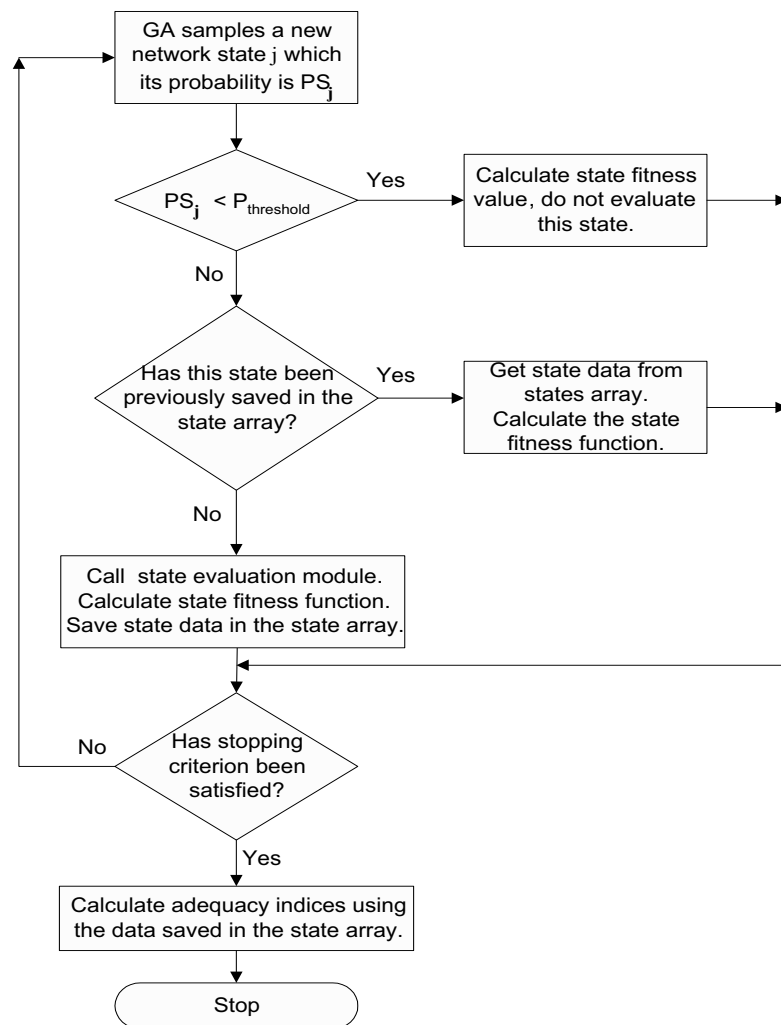 GA samples a new
network state j which
its probability is PSj
PSj < Pthreshold
Yes
Calculate state fitness
value, do not evaluate
this state.
No
Has this state been
previously saved in the
state array?
Yes
Get state data from
states array.
Calculate the state
fitness function.
No
Call state evaluation module.
Calculate state fitness function.
Save state data in the state array.
No
Has stopping
criterion been
satisfied?
Yes
Calculate adequacy indices using
the data saved in the state array.
Stop